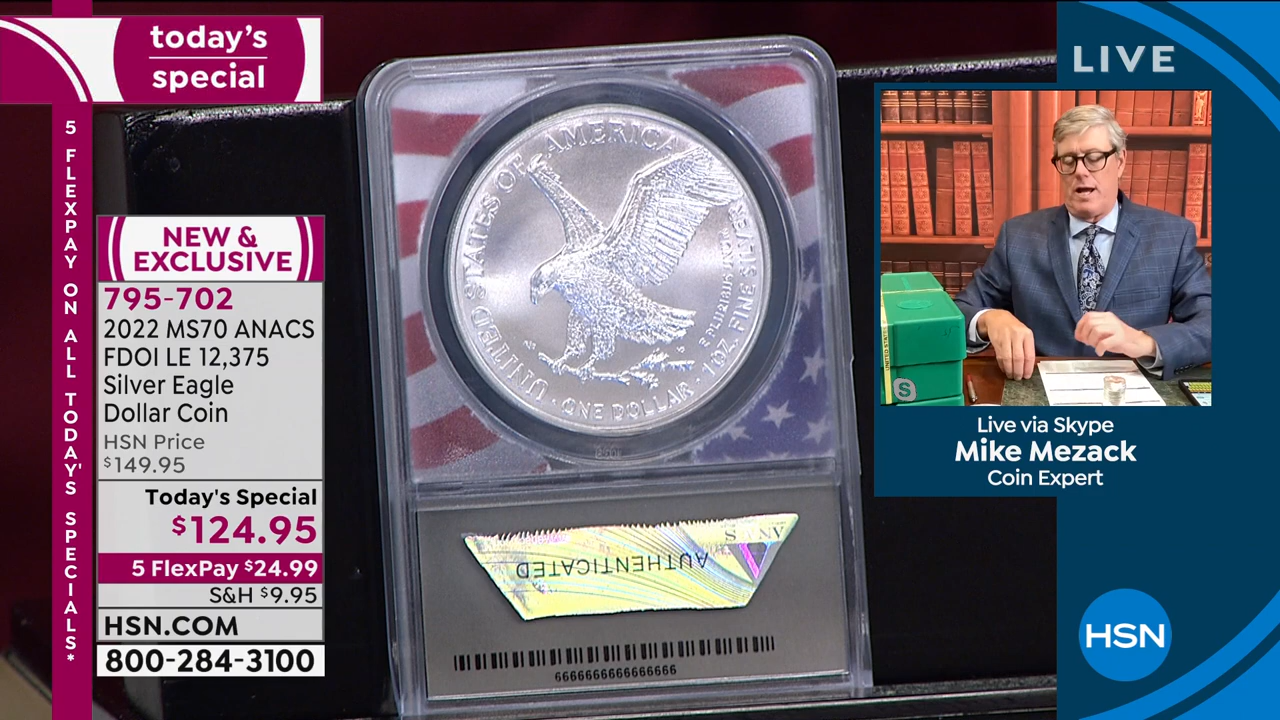 today's
special
5 FLEXPAY ON ALL TODAY'S SPECIALS*
NEW &
EXCLUSIVE
795-702
2022 MS70 ANACS
FDOI LE 12,375
Silver Eagle
Dollar Coin
HSN Price
$149.95
Today's Special
$124.95
5 FlexPay $24.99
S&H $9.95
HSN.COM
800-284-3100
UNITED STATES OF AMERICA
E PLURIBUS UNUM
1 OZ. FINE SILVER
ONE DOLLAR
ANACS
AUTHENTICATED
6666666666666666
LIVE
S
Live via Skype
Mike Mezack
Coin Expert
HSN